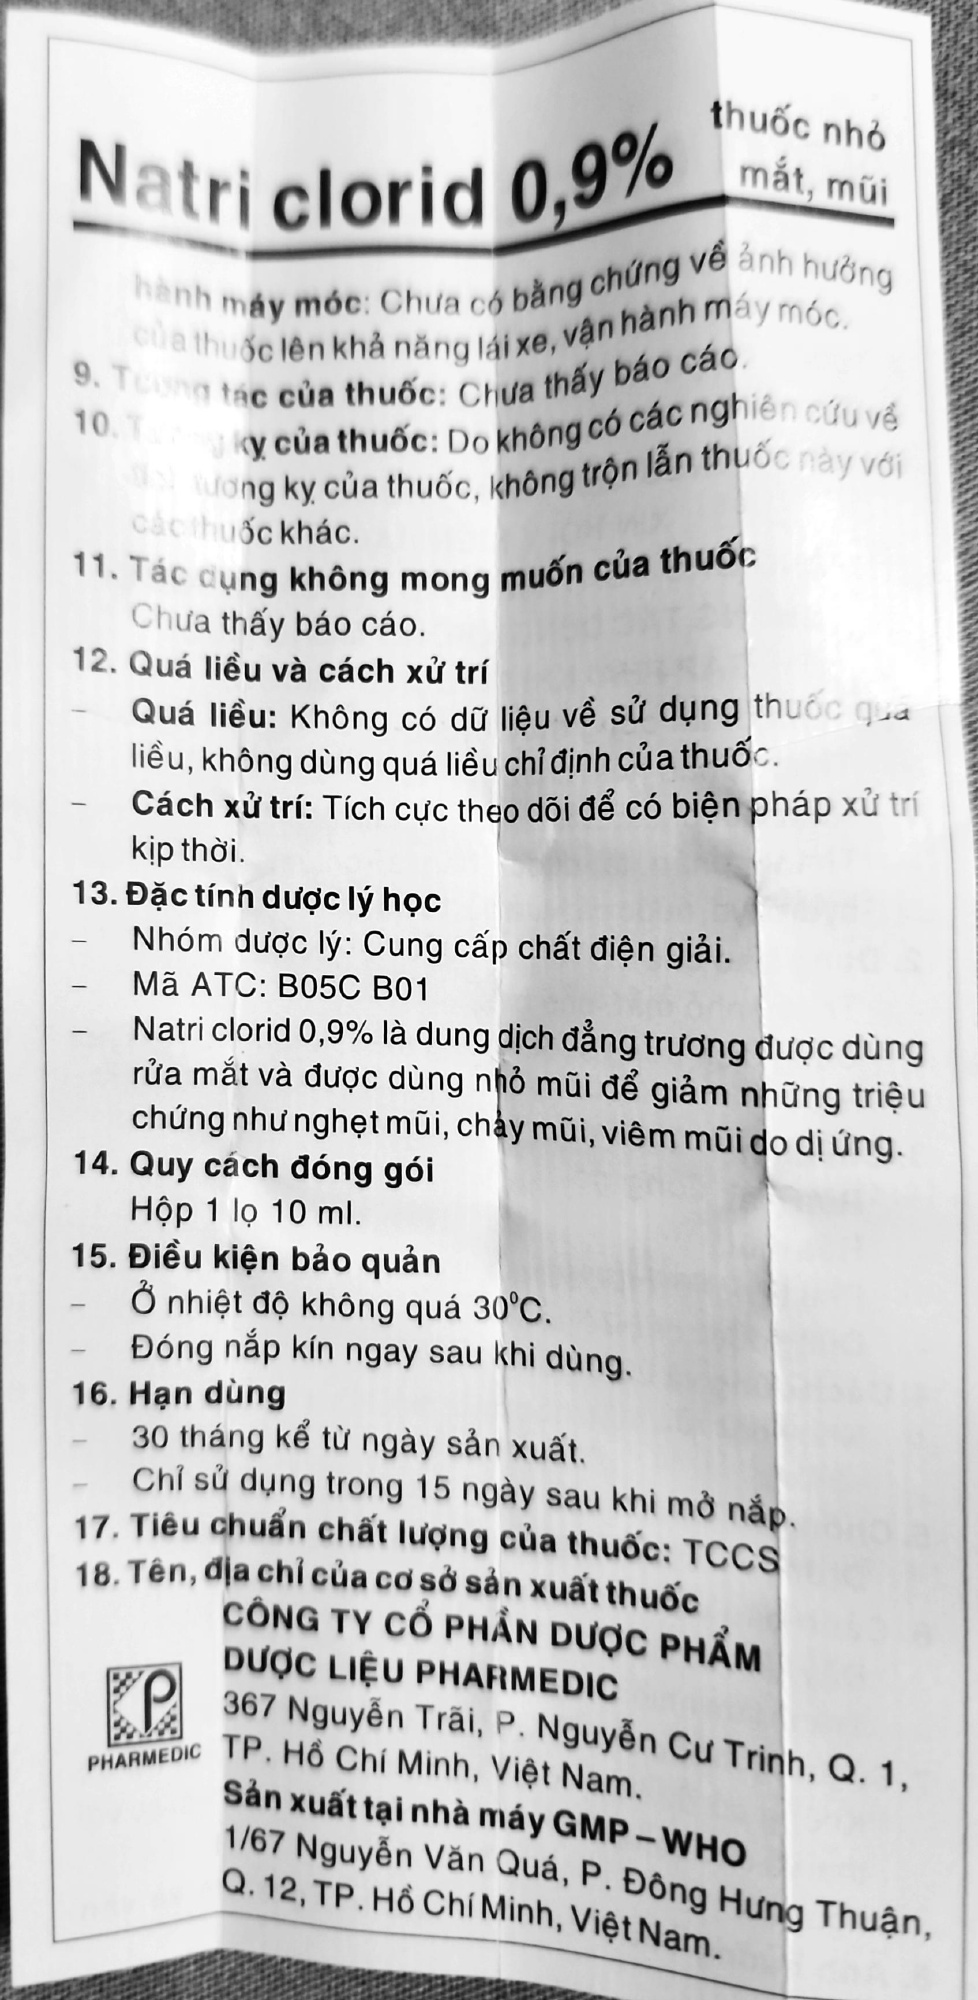 Natri clorid 0,9% thuốc nhỏ
mắt, mũi
hành máy móc: Chưa có bằng chứng về ảnh hưởng
của thuốc lên khả năng lái xe, vận hành máy móc.
9. Tương tác của thuốc: Chưa thấy báo cáo.
10. Tương kỵ của thuốc: Do không có các nghiên cứu về
tương kỵ của thuốc, không trộn lẫn thuốc này với
các thuốc khác.
11. Tác dụng không mong muốn của thuốc
Chưa thấy báo cáo.
12. Quá liều và cách xử trí
– Quá liều: Không có dữ liệu về sử dụng thuốc quá
liều, không dùng quá liều chỉ định của thuốc.
– Cách xử trí: Tích cực theo dõi để có biện pháp xử trí
kịp thời.
13. Đặc tính dược lý học
– Nhóm dược lý: Cung cấp chất điện giải.
– Mã ATC: B05C B01
– Natri clorid 0,9% là dung dịch đẳng trương được dùng
rửa mắt và được dùng nhỏ mũi để giảm những triệu
chứng như nghẹt mũi, chảy mũi, viêm mũi do dị ứng.
14. Quy cách đóng gói
Hộp 1 lọ 10 ml.
15. Điều kiện bảo quản
– Ở nhiệt độ không quá 30⁰C.
– Đóng nắp kín ngay sau khi dùng.
16. Hạn dùng
– 30 tháng kể từ ngày sản xuất.
– Chỉ sử dụng trong 15 ngày sau khi mở nắp.
17. Tiêu chuẩn chất lượng của thuốc: TCCS
18. Tên, địa chỉ của cơ sở sản xuất thuốc
CÔNG TY CỔ PHẦN DƯỢC PHẨM
DƯỢC LIỆU PHARMEDIC
367 Nguyễn Trãi, P. Nguyễn Cư Trinh, Q. 1,
TP. Hồ Chí Minh, Việt Nam.
PHARMEDIC
Sản xuất tại nhà máy GMP – WHO
1/67 Nguyễn Văn Quá, P. Đông Hưng Thuận,
Q. 12, TP. Hồ Chí Minh, Việt Nam.